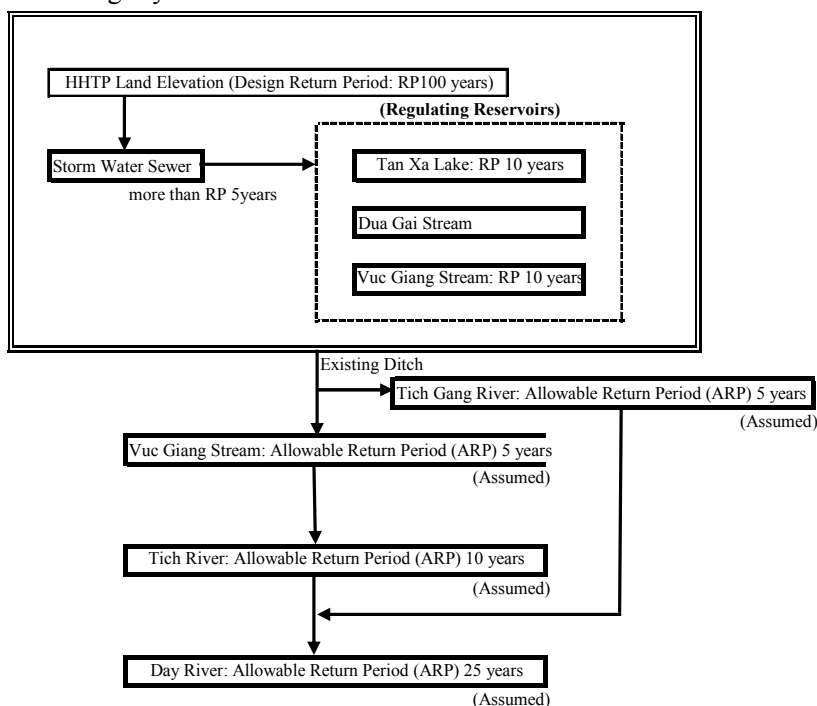 HHTP Land Elevation (Design Return Period: RP100 years)
(Regulating Reservoirs)
Storm Water Sewer
more than RP 5years
Tan Xa Lake: RP 10 years
Dua Gai Stream
Vuc Giang Stream: RP 10 years
Existing Ditch
Tich Gang River: Allowable Return Period (ARP) 5 years
(Assumed)
Vuc Giang Stream: Allowable Return Period (ARP) 5 years
(Assumed)
Tich River: Allowable Return Period (ARP) 10 years
(Assumed)
Day River: Allowable Return Period (ARP) 25 years
(Assumed)